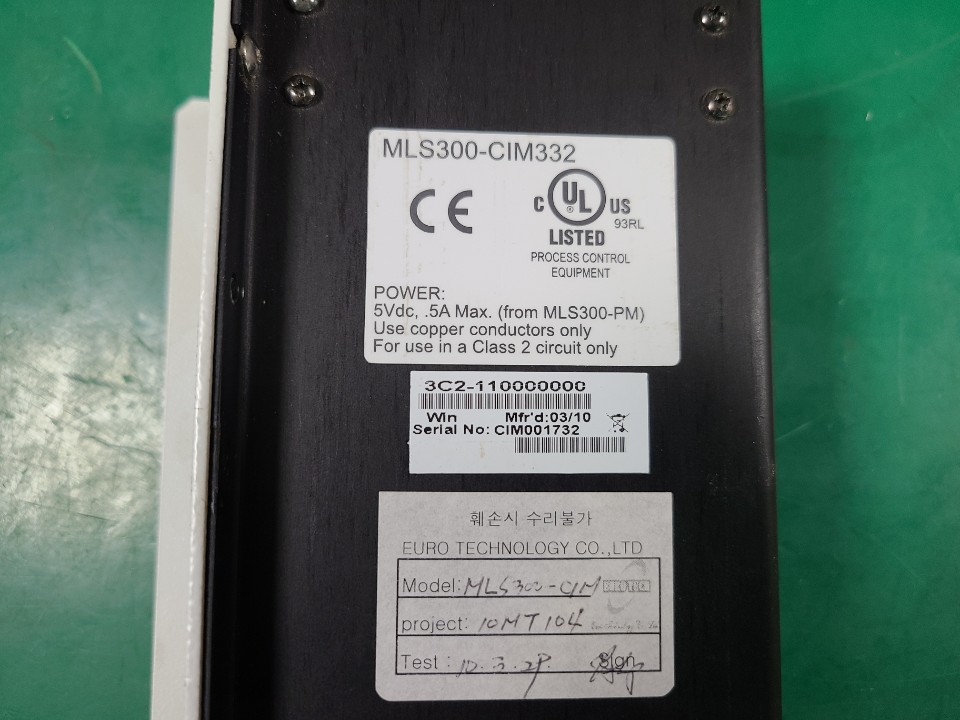 MLS300-CIM332
CE
C UL US
93RL
LISTED
PROCESS CONTROL
EQUIPMENT
POWER:
5Vdc, .5A Max. (from MLS300-PM)
Use copper conductors only
For use in a Class 2 circuit only
3C2-110000000
Win Mfr'd:03/10
Serial No: CIM001732
훼손시 수리불가
EURO TECHNOLOGY CO.,LTD
Model: MLS300-CIM
project: 10MT104
Test : 10.3.29. Sign